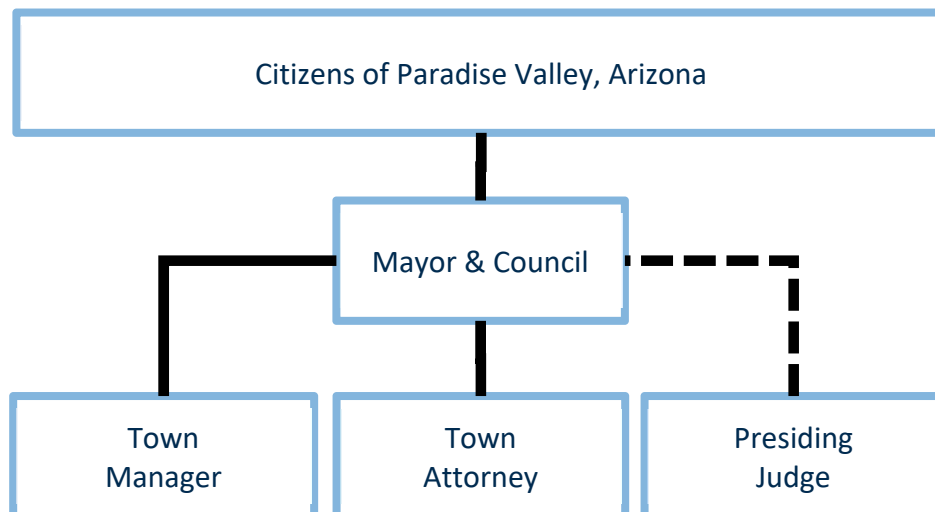 Citizens of Paradise Valley, Arizona
Mayor & Council
Town
Manager
Town
Attorney
Presiding
Judge